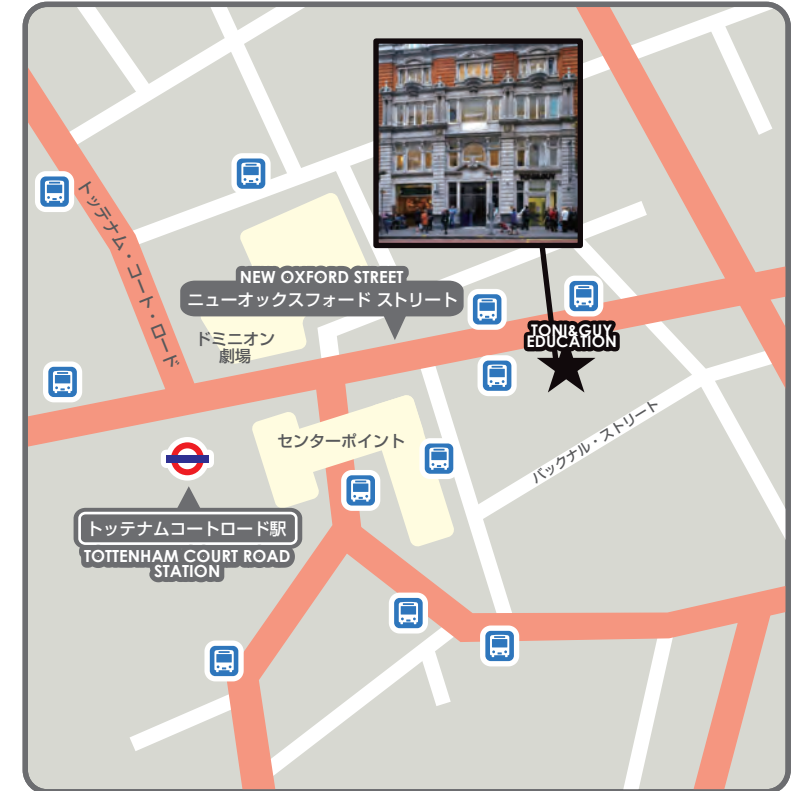 トッテナム・コート・ロード
NEW OXFORD STREET
ニューオックスフォード ストリート
ドミニオン
劇場
TONI&GUY
EDUCATION
センターポイント
バックナル・ストリート
トッテナムコートロード駅
TOTTENHAM COURT ROAD
STATION